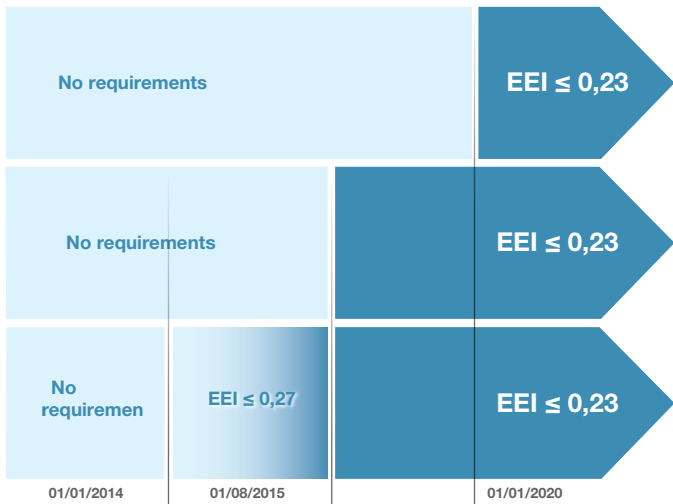 No requirements
EEI ≤ 0,23
No requirements
EEI ≤ 0,23
No
requiremen
EEI ≤ 0,27
EEI ≤ 0,23
01/01/2014
01/08/2015
01/01/2020